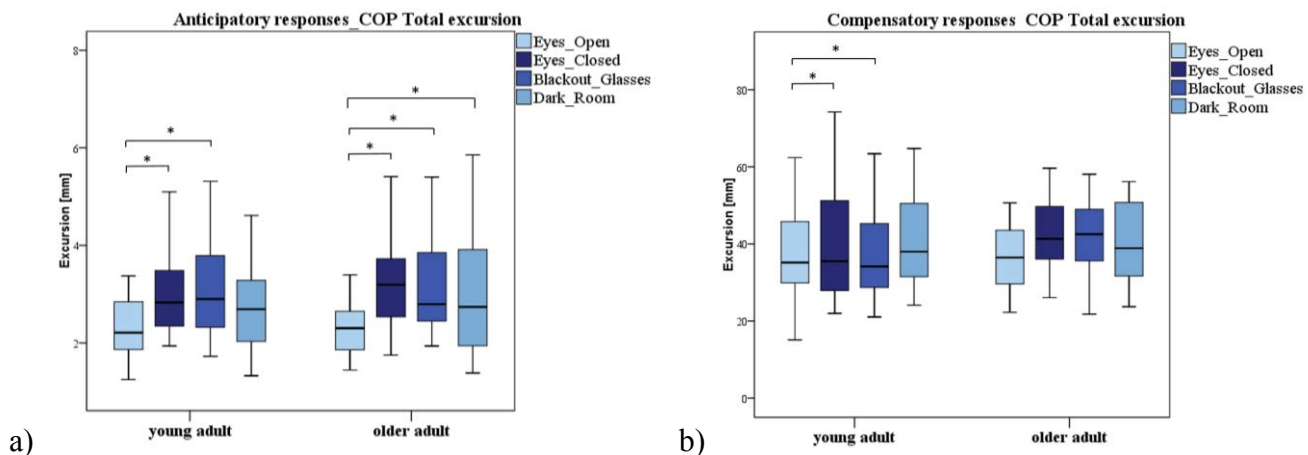 Anticipatory responses_COP Total excursion
Eyes_Open
Eyes_Closed
Blackout_Glasses
Dark_Room
Excursion [mm]
8
6
4
2
*
*
*
*
*
young adult
older adult
a)
Compensatory responses COP Total excursion
Eyes_Open
Eyes_Closed
Blackout_Glasses
Dark_Room
Excursion [mm]
80
60
40
20
0
*
*
young adult
older adult
b)